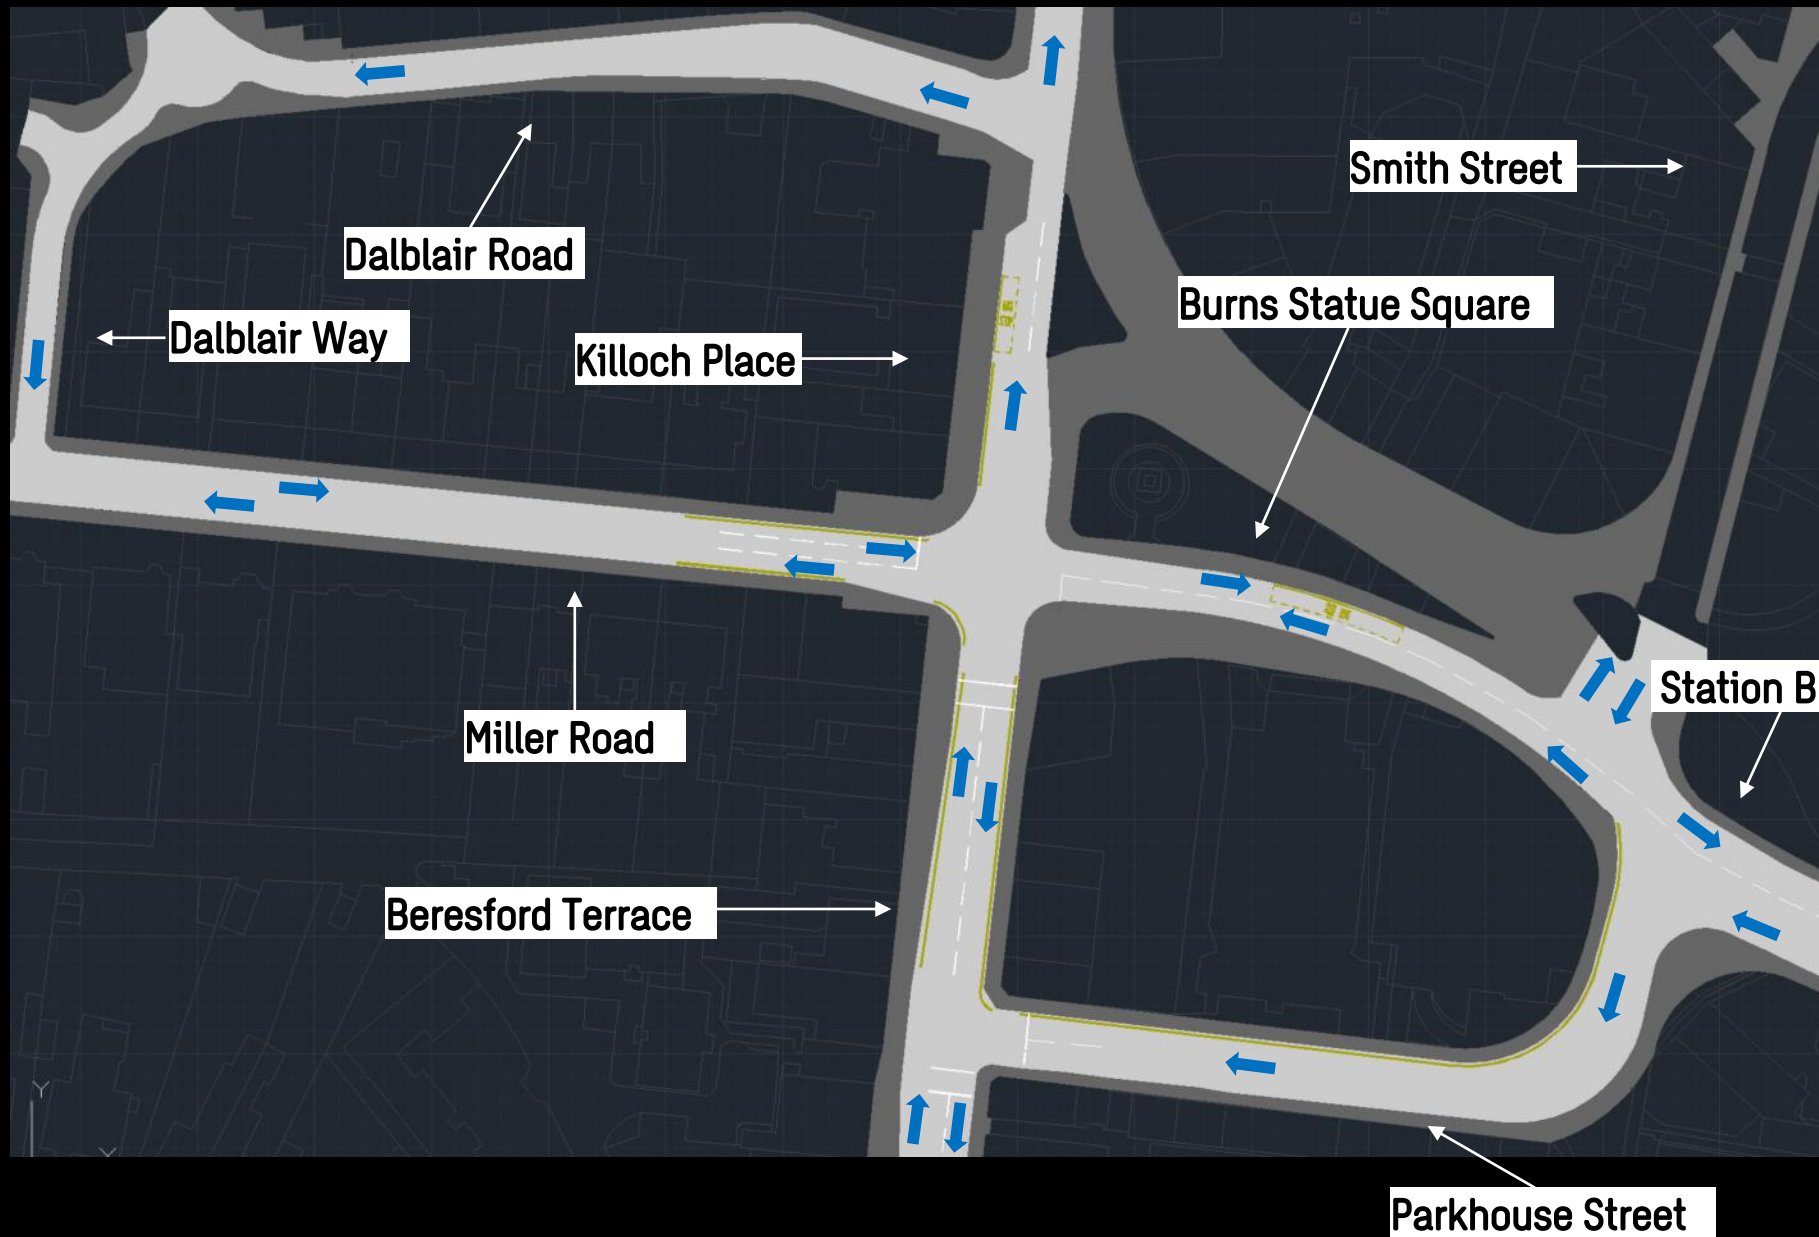 Smith Street
Dalblair Road
Burns Statue Square
Dalblair Way
Killoch Place
Station B
Miller Road
Beresford Terrace
Y
X
Parkhouse Street